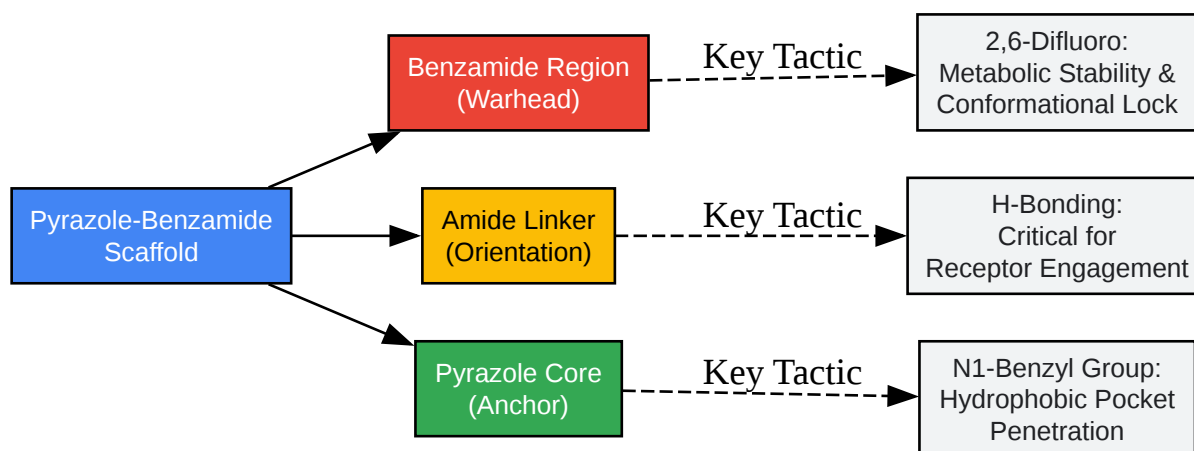 Pyrazole-Benzamide
Scaffold
Benzamide Region
(Warhead)
Key Tactic
2,6-Difluoro:
Metabolic Stability &
Conformational Lock
Amide Linker
(Orientation)
Key Tactic
H-Bonding:
Critical for
Receptor Engagement
Pyrazole Core
(Anchor)
Key Tactic
N1-Benzyl Group:
Hydrophobic Pocket
Penetration